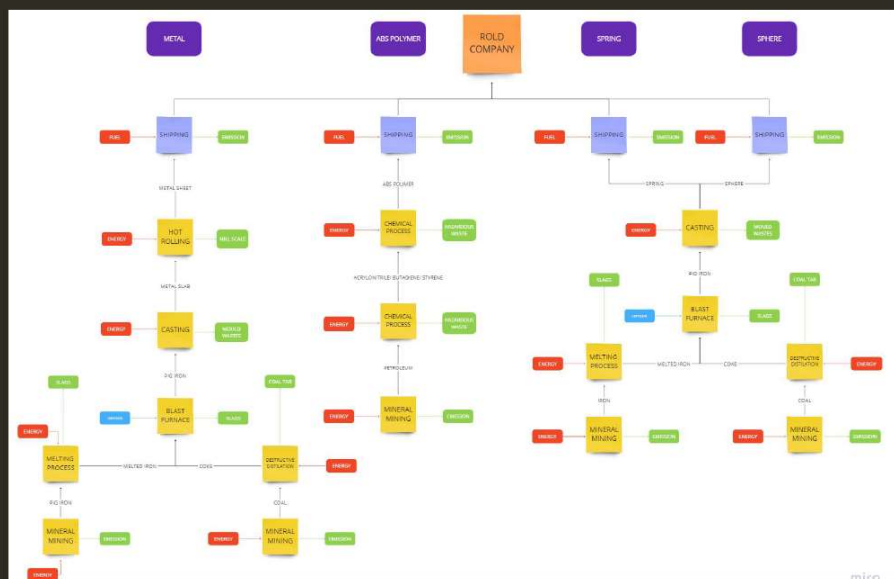 METAL
ABS POLYMER
ROLD
COMPANY
SPRING
SPHERE
FUEL
SHIPPING
EMISSION
FUEL
SHIPPING
EMISSION
FUEL
SHIPPING
EMISSION
FUEL
SHIPPING
EMISSION
METAL SHEET
ABS POLYMER
SPRING
SPHERE
ENERGY
HOT
ROLLING
MILL SCALE
ENERGY
CHEMICAL
PROCESS
HAZARDOUS
WASTE
ENERGY
CASTING
MOULD
WASTES
METAL SLAB
ACRYLONITRILE/ BUTADIENE/ STYRENE
PIG IRON
SLAGS
COAL TAR
ENERGY
CASTING
MOULD
WASTES
ENERGY
CHEMICAL
PROCESS
HAZARDOUS
WASTE
BLAST
FURNACE
SLAGS
PIG IRON
PETROLEUM
ENERGY
MELTING
PROCESS
MELTED IRON
COKE
DESTRUCTIVE
DISTILATION
ENERGY
SLAGS
COAL TAR
IRON
COAL
BLAST
FURNACE
SLAGS
ENERGY
MINERAL
MINING
EMISSION
ENERGY
MINERAL
MINING
EMISSION
ENERGY
MINERAL
MINING
EMISSION
ENERGY
MELTING
PROCESS
MELTED IRON
COKE
DESTRUCTIVE
DISTILATION
ENERGY
PIG IRON
COAL
MINERAL
MINING
EMISSION
ENERGY
MINERAL
MINING
EMISSION
ENERGY
miro